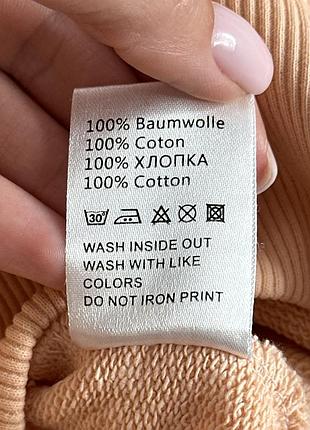 100% Baumwolle
100% Coton
100% ХЛОПКА
100% Cotton
30°
WASH INSIDE OUT
WASH WITH LIKE
COLORS
DO NOT IRON PRINT